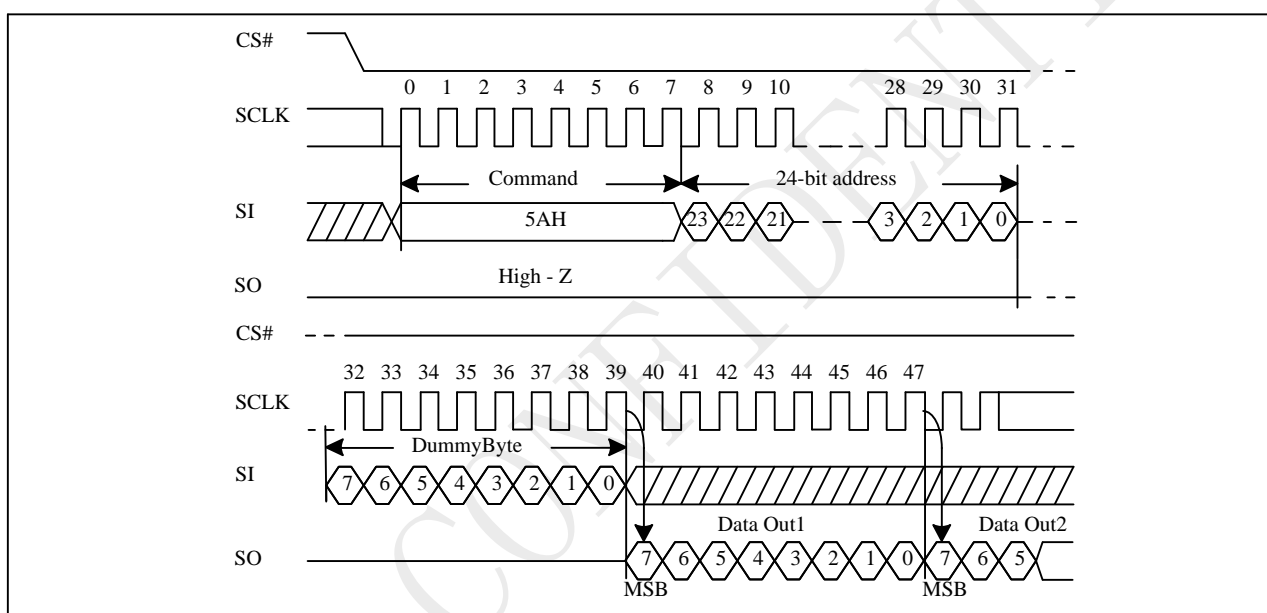 CS#
0 1 2 3 4 5 6 7 8 9 10 28 29 30 31
SCLK
Command 24-bit address
SI 5AH 23 22 21 3 2 1 0
High - Z
SO
CS#
32 33 34 35 36 37 38 39 40 41 42 43 44 45 46 47
SCLK
DummyByte
SI 7 6 5 4 3 2 1 0
Data Out1 Data Out2
SO 7 6 5 4 3 2 1 0 7 6 5
MSB MSB
CONFIDENT